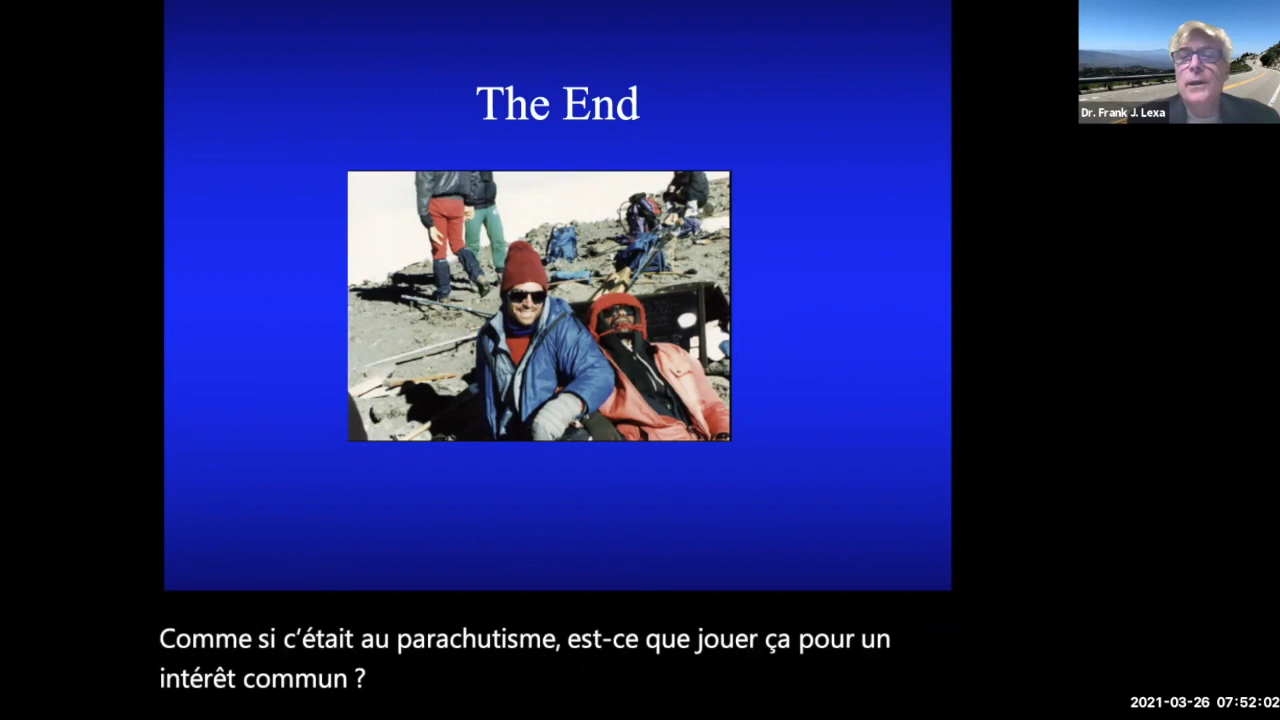 The End
Dr. Frank J. Lexa
Comme si c’était au parachutisme, est-ce que jouer ça pour un
intérêt commun ?
2021-03-26 07:52:02